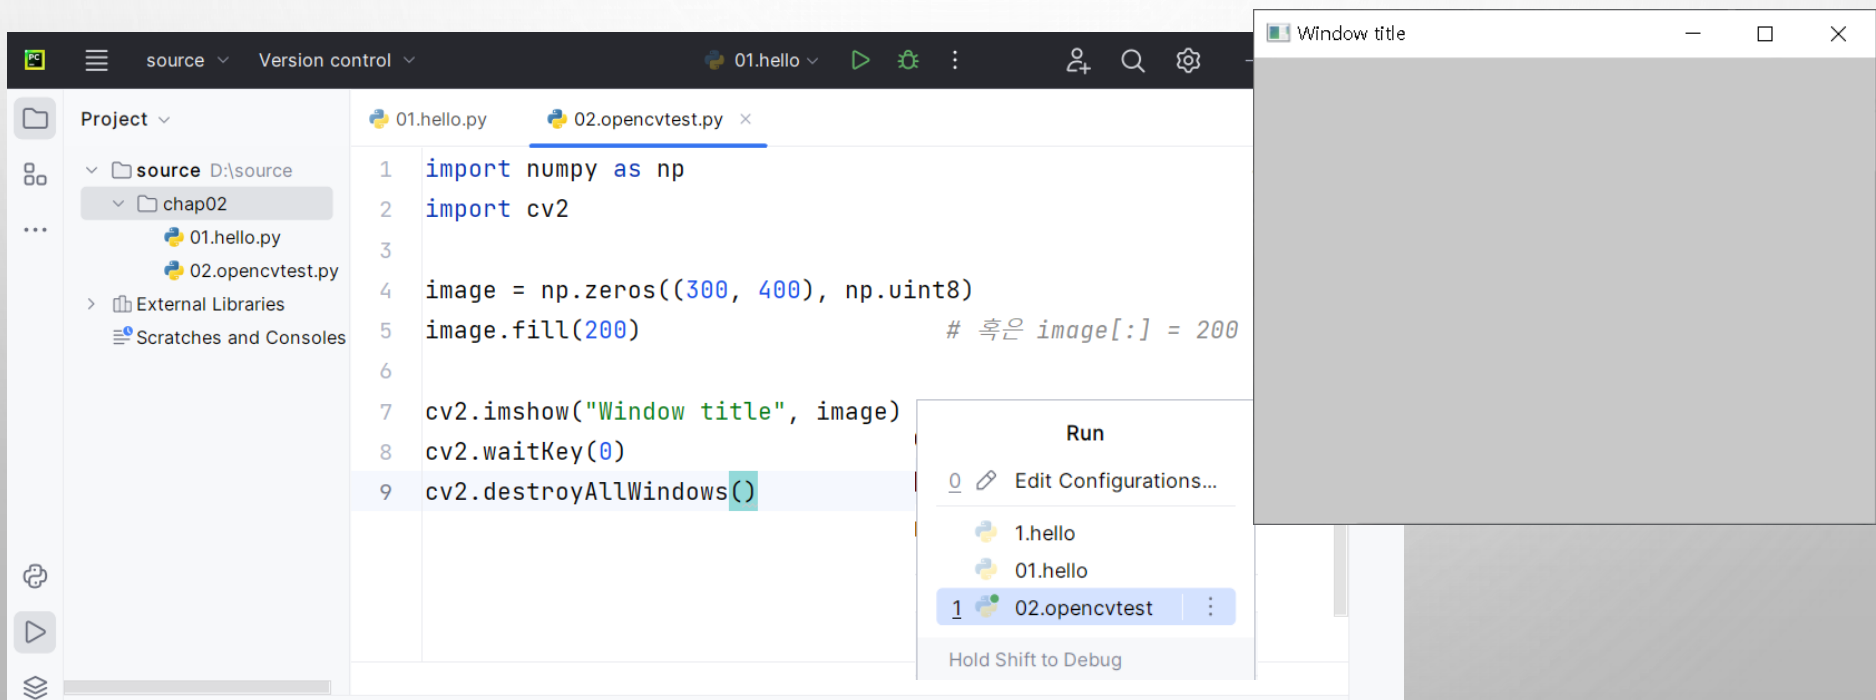 PC
source
Version control
01.hello
Window title
Project
01.hello.py
02.opencvtest.py
source D:\source
chap02
01.hello.py
02.opencvtest.py
External Libraries
Scratches and Consoles
1 import numpy as np
2 import cv2
3
4 image = np.zeros((300, 400), np.uint8)
5 image.fill(200) # 혹은 image[:] = 200
6
7 cv2.imshow("Window title", image)
8 cv2.waitKey(0)
9 cv2.destroyAllWindows()
Run
0 Edit Configurations...
1.hello
01.hello
1 02.opencvtest
Hold Shift to Debug